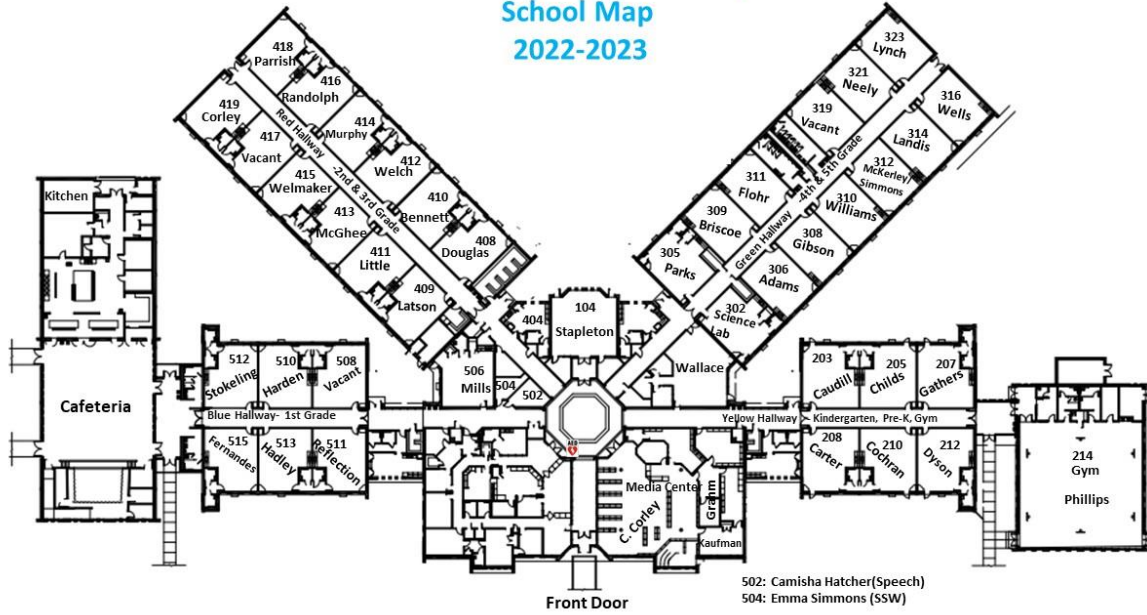 School Map
2022-2023
418
Parrish
416
Randolph
414
Murphy
412
Welch
410
Bennett
408
Douglas
419
Corley
417
Vacant
415
Welmaker
413
McGhee
411
Little
409
Latson
Red Hallway -2nd & 3rd Grade
323
Lynch
321
Neely
319
Vacant
311
Flohr
309
Briscoe
305
Parks
316
Wells
314
Landis
312
McKerley/
Simmons
310
Williams
308
Gibson
306
Adams
302
Science
Lab
Green Hallway -4th & 5th Grade
Kitchen
Cafeteria
404
104
Stapleton
Wallace
506
Mills
504
502
512
Stokeling
510
Harden
508
Vacant
Blue Hallway- 1st Grade
515
Fernandes
513
Hadley
511
Reflection
203
Caudill
205
Childs
207
Gathers
Yellow Hallway - Kindergarten, Pre-K, Gym
208
Carter
210
Cochran
212
Dyson
214
Gym
Phillips
AED
Media Center
C. Corley
Granm
Kaufman
Front Door
502: Camisha Hatcher(Speech)
504: Emma Simmons (SSW)